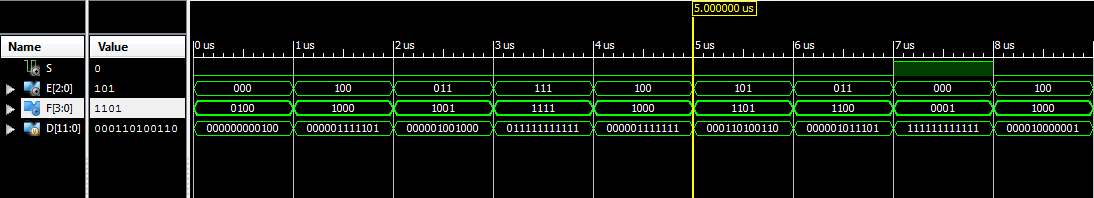 5.000000 us
Name Value 0 us 1 us 2 us 3 us 4 us 5 us 6 us 7 us 8 us
S 0
E[2:0] 101 000 100 011 111 100 101 011 000 100
F[3:0] 1101 0100 1000 1001 1111 1000 1101 1100 0001 1000
D[11:0] 000110100110 000000000100 000001111101 000001001000 011111111111 000001111111 000110100110 000001011101 111111111111 000010000001